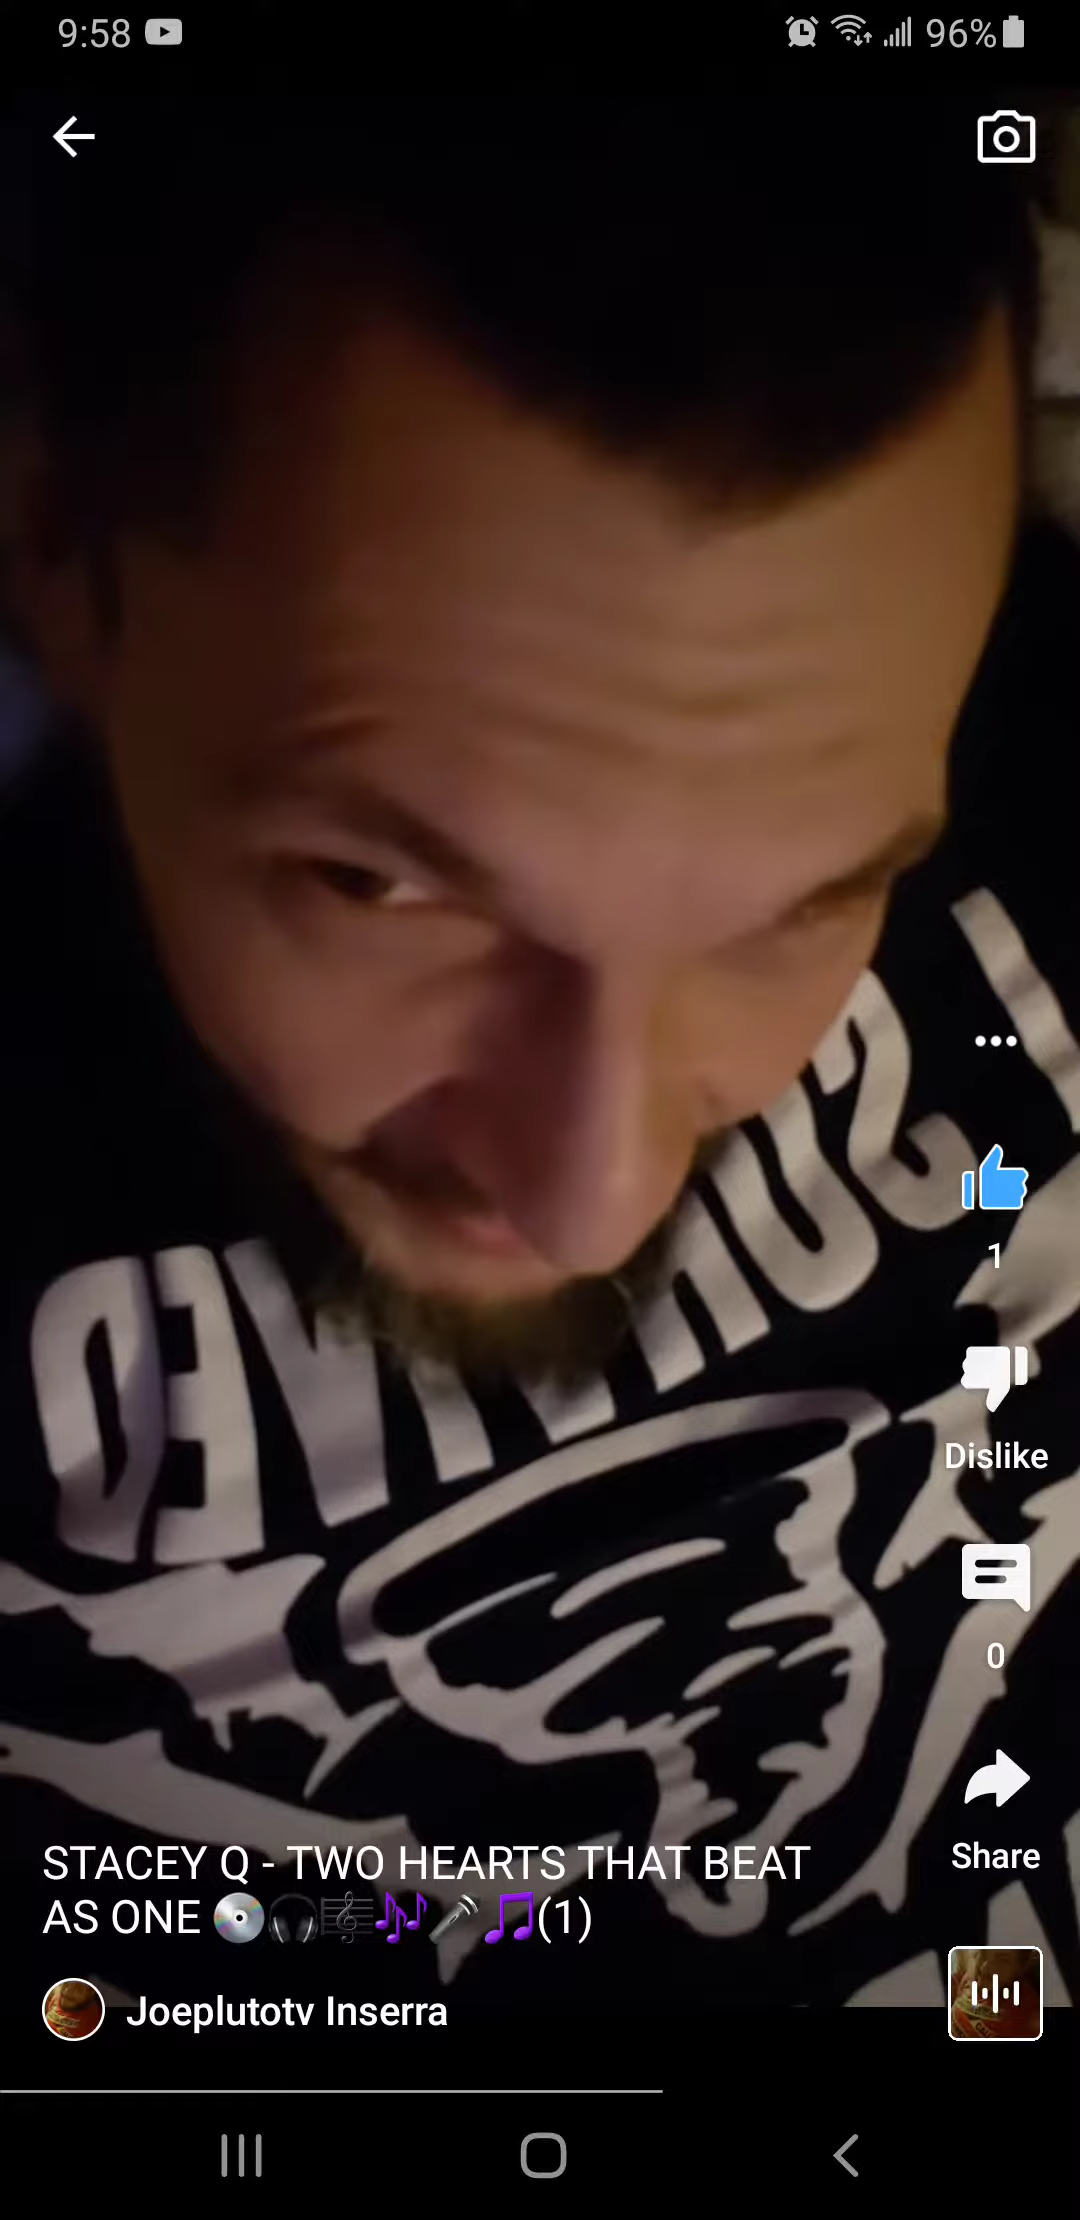 9:58
96%
1
Dislike
0
Share
STACEY Q - TWO HEARTS THAT BEAT
AS ONE 💿🎧🎼🎶🎤🎵(1)
Joeplutotv Inserra